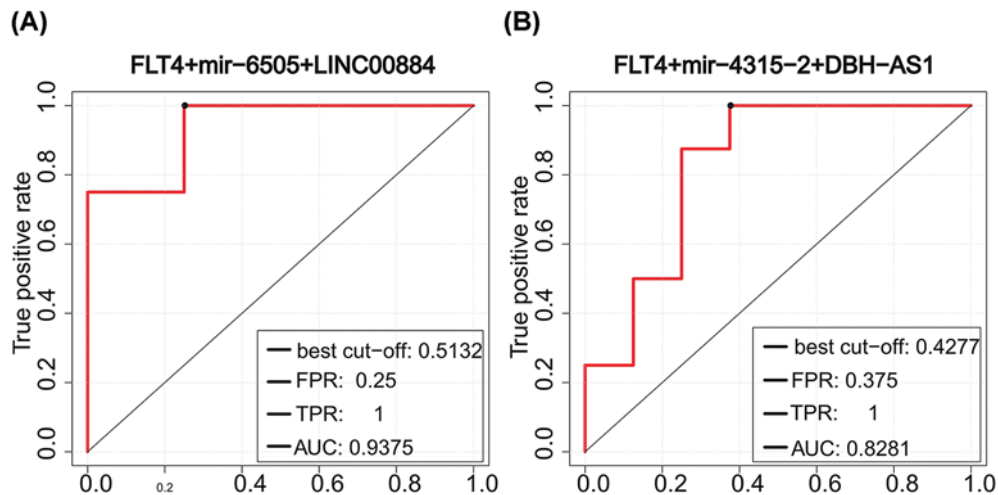 (A)
FLT4+mir−6505+LINC00884
True positive rate
1.0
0.8
0.6
0.4
0.2
0.0
best cut−off: 0.5132
FPR: 0.25
TPR: 1
AUC: 0.9375
0.0 0.2 0.4 0.6 0.8 1.0
(B)
FLT4+mir−4315−2+DBH−AS1
True positive rate
1.0
0.8
0.6
0.4
0.2
0.0
best cut−off: 0.4277
FPR: 0.375
TPR: 1
AUC: 0.8281
0.0 0.2 0.4 0.6 0.8 1.0